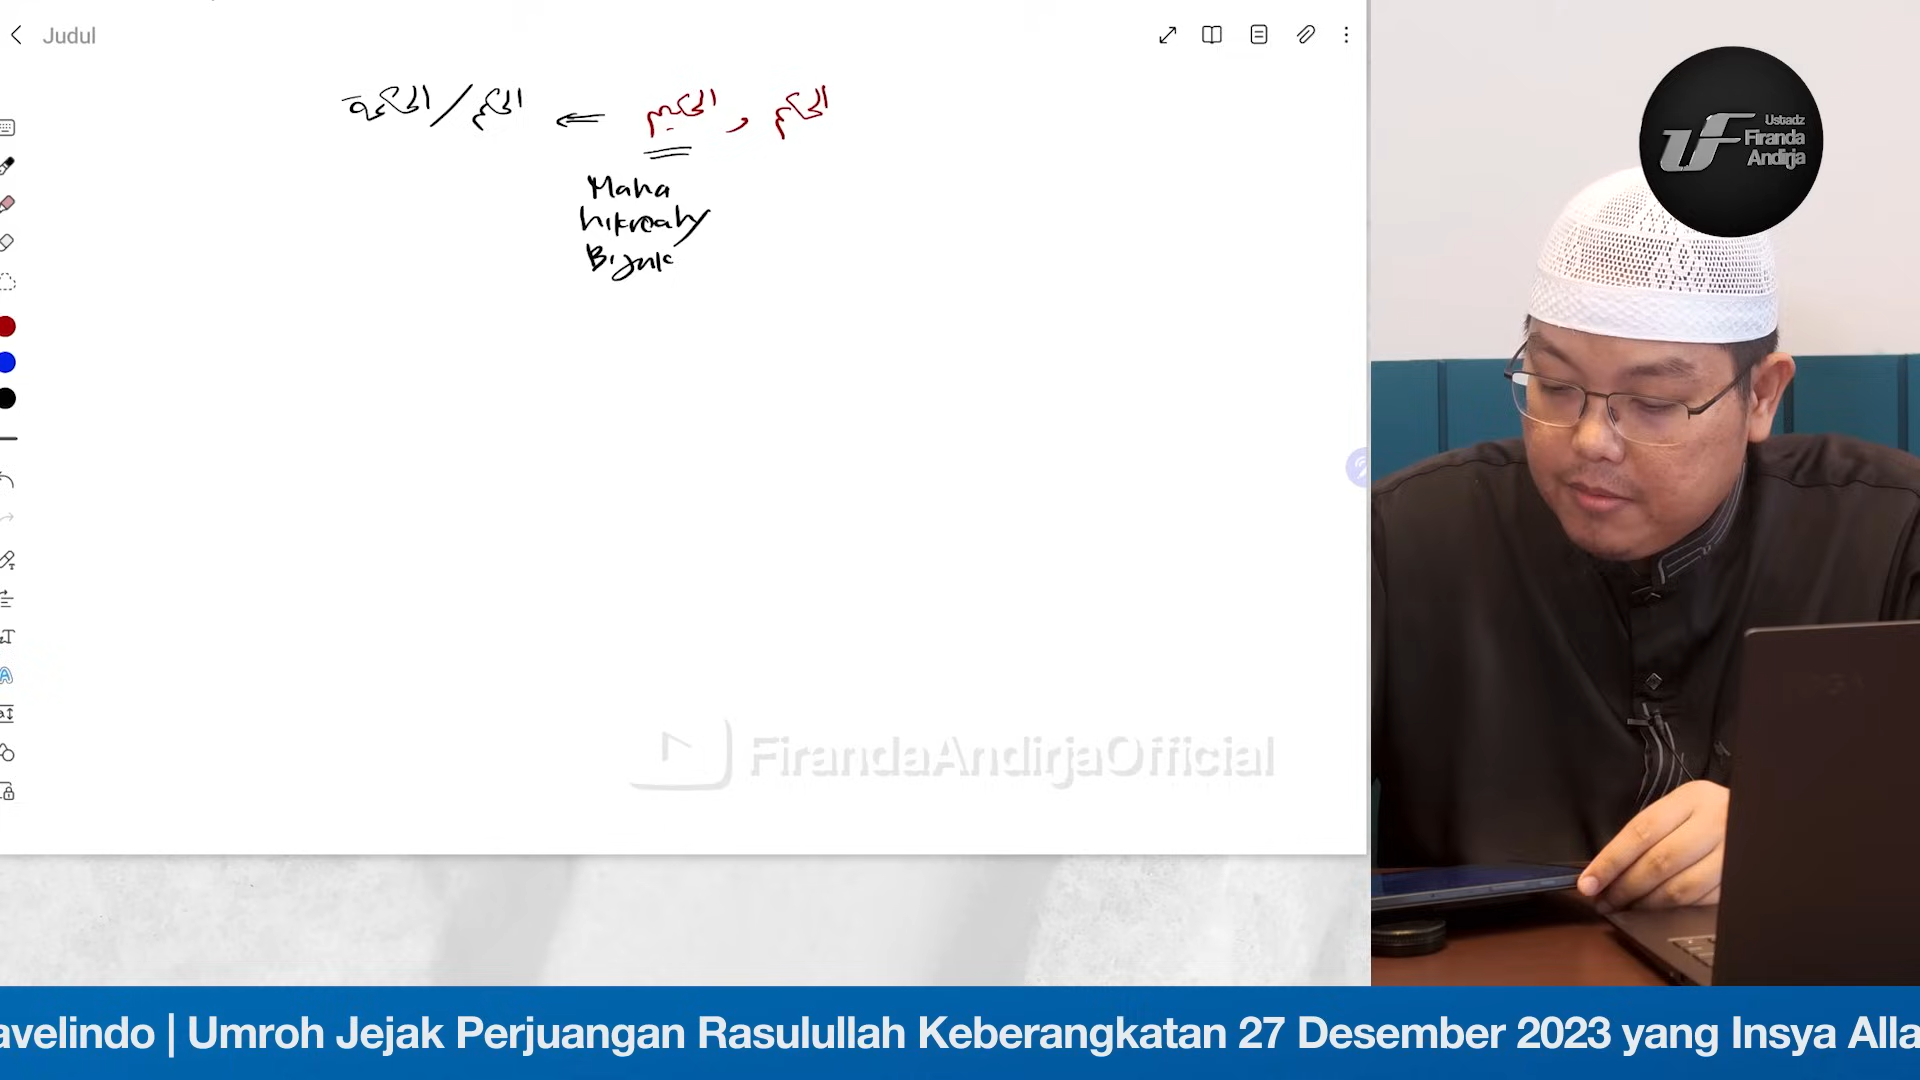 Judul
الحكم , الحكيم ⇐ الحكم / الحكمة
Maha
hikmah
Bijak
Ustadz
Firanda
Andirja
FirandaAndirjaOfficial
avelindo | Umroh Jejak Perjuangan Rasulullah Keberangkatan 27 Desember 2023 yang Insya Alla